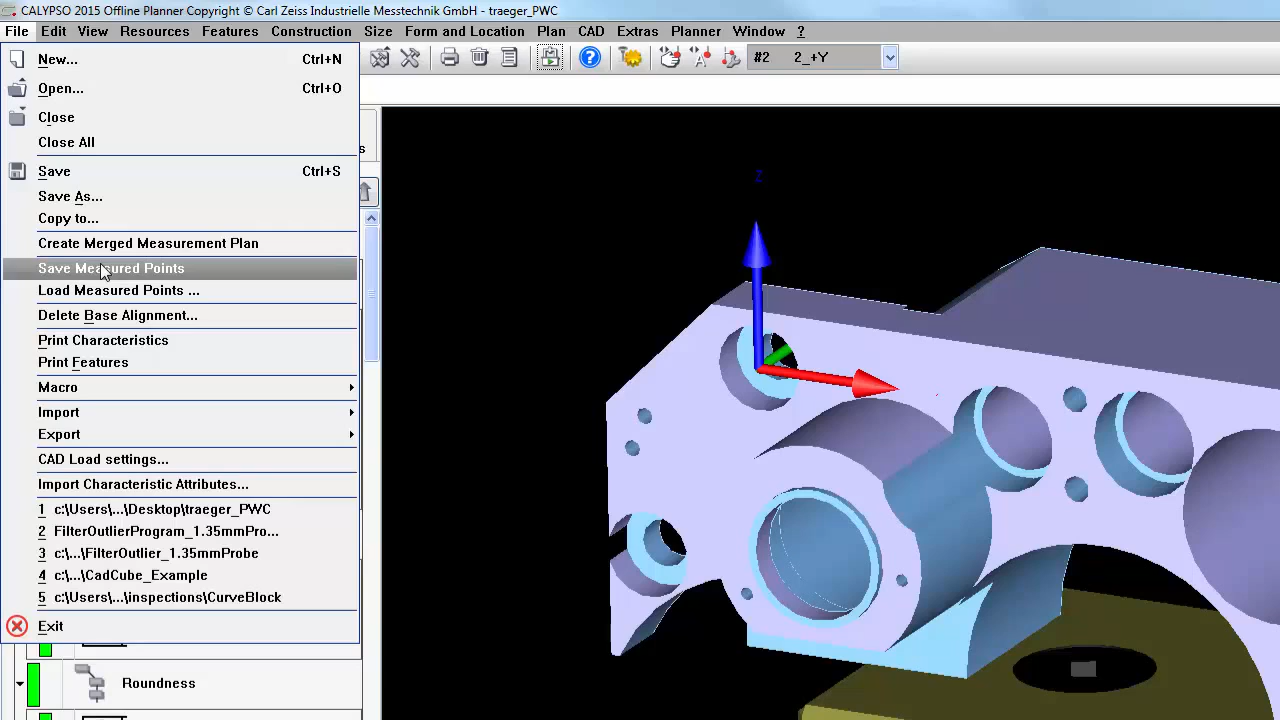 CALYPSO 2015 Offline Planner Copyright © Carl Zeiss Industrielle Messtechnik GmbH - traeger_PWC
File Edit View Resources Features Construction Size Form and Location Plan CAD Extras Planner Window ?
#2 2_+Y
New... Ctrl+N
Open... Ctrl+O
Close
Close All
Save Ctrl+S
Save As...
Copy to...
Create Merged Measurement Plan
Save Measured Points
Load Measured Points ...
Delete Base Alignment...
Print Characteristics
Print Features
Macro
Import
Export
CAD Load settings...
Import Characteristic Attributes...
1 c:\Users\...\Desktop\traeger_PWC
2 FilterOutlierProgram_1.35mmPro...
3 c:\...\FilterOutlier_1.35mmProbe
4 c:\...\CadCube_Example
5 c:\Users\...\inspections\CurveBlock
Exit
Roundness
s
Z